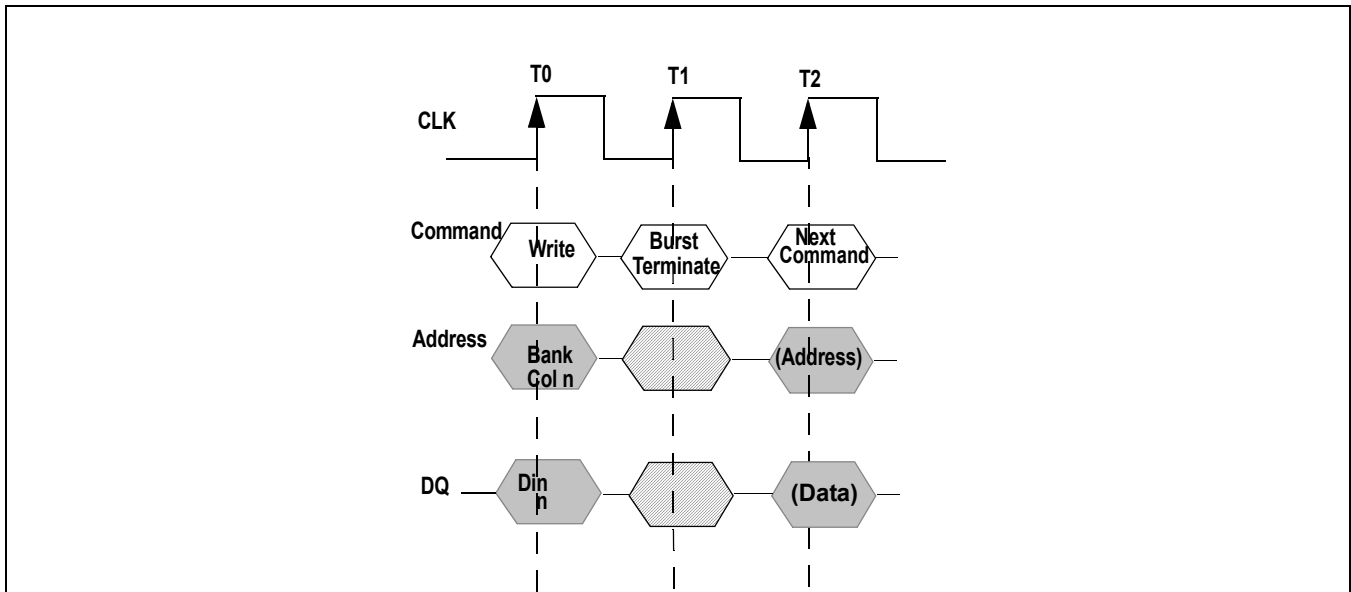 T0 T1 T2
CLK
Command Write Burst Terminate Next Command
Address Bank Col n (Address)
DQ Din n (Data)